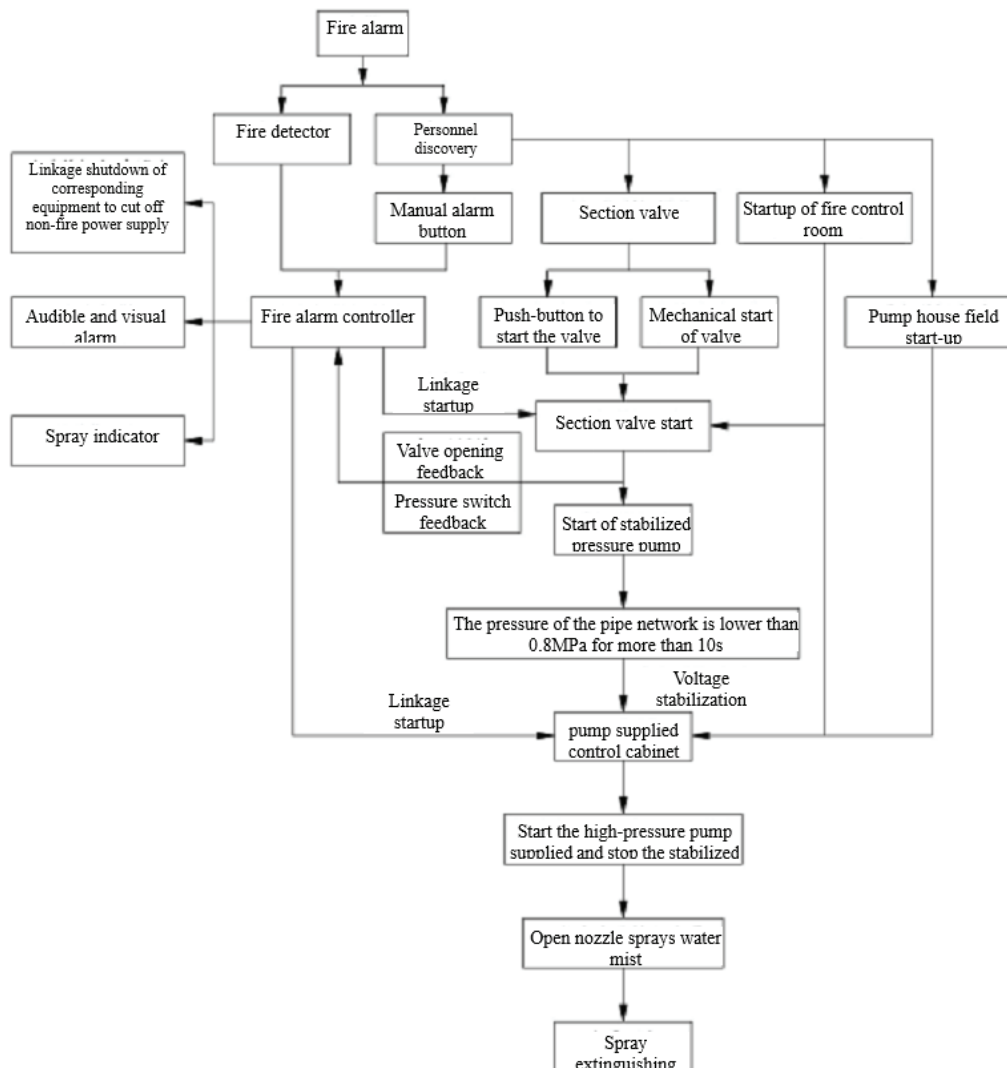 Fire alarm
Fire detector
Personnel
discovery
Linkage shutdown of
corresponding
equipment to cut off
non-fire power supply
Manual alarm
button
Section valve
Startup of fire control
room
Audible and visual
alarm
Fire alarm controller
Push-button to
start the valve
Mechanical start
of valve
Pump house field
start-up
Linkage
startup
Section valve start
Spray indicator
Valve opening
feedback
Pressure switch
feedback
Start of stabilized
pressure pump
The pressure of the pipe network is lower than
0.8MPa for more than 10s
Voltage
stabilization
Linkage
startup
pump supplied
control cabinet
Start the high-pressure pump
supplied and stop the stabilized
Open nozzle sprays water
mist
Spray
extinguishing